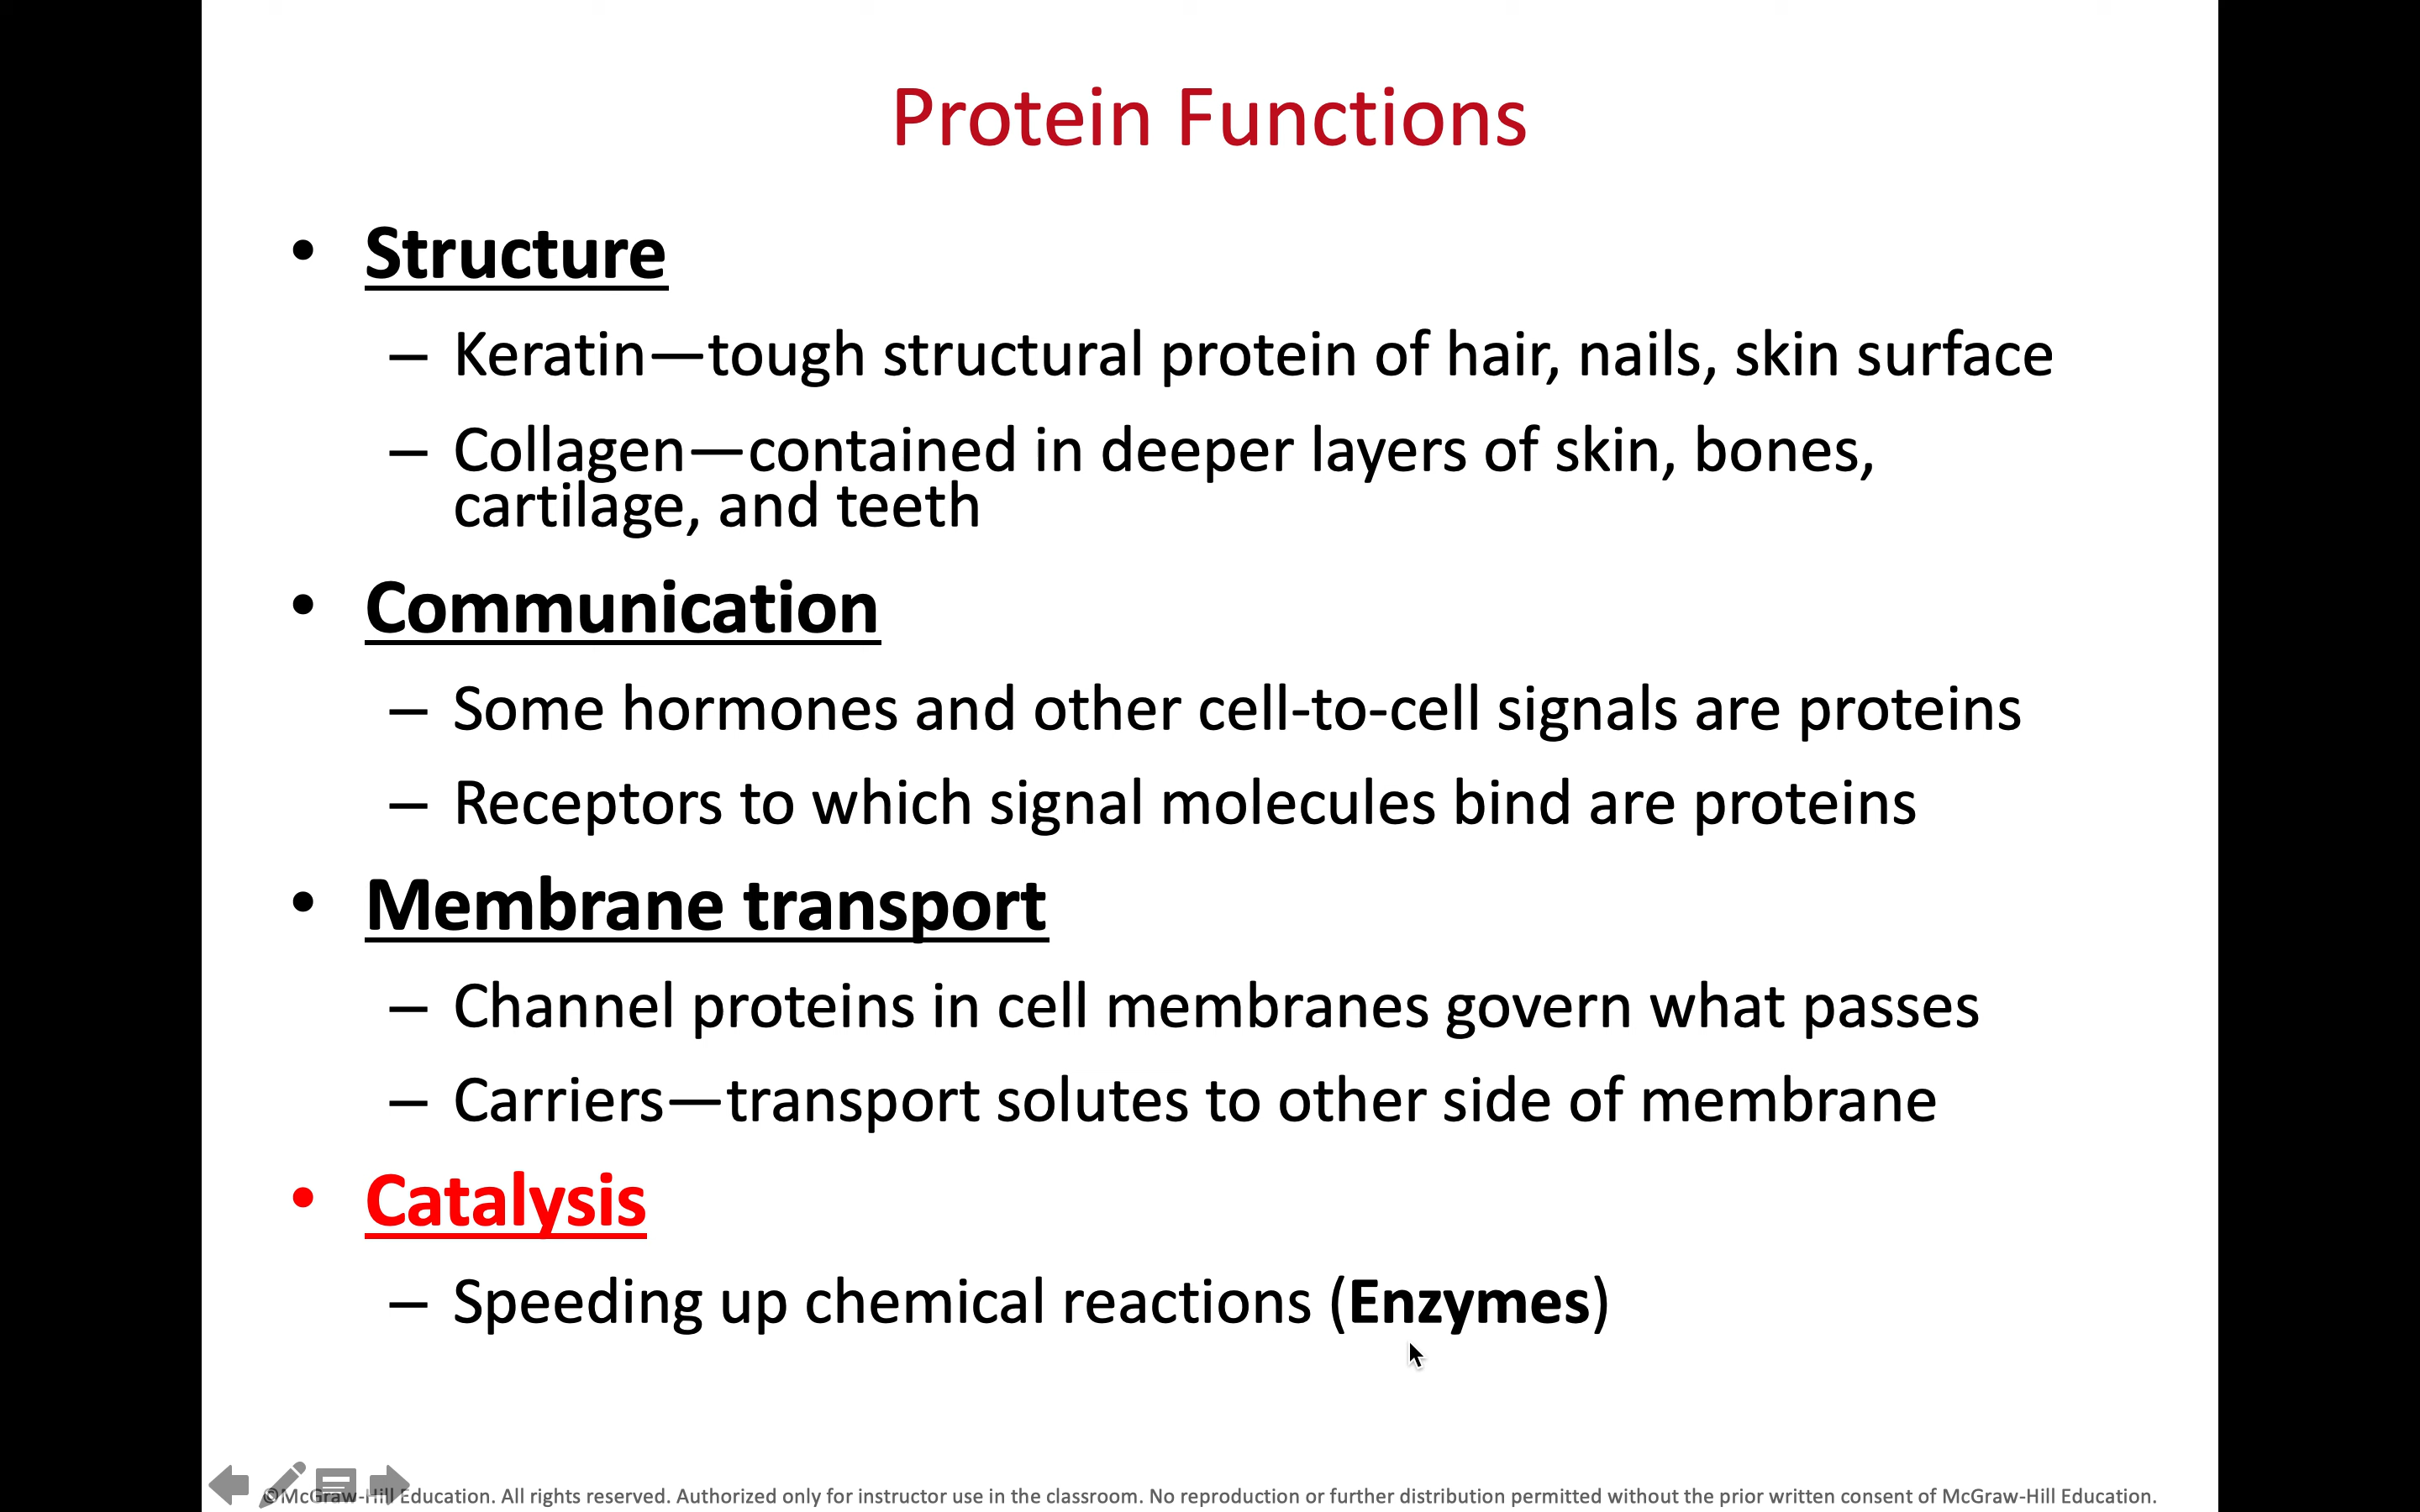 Protein Functions
• Structure
– Keratin—tough structural protein of hair, nails, skin surface
– Collagen—contained in deeper layers of skin, bones,
cartilage, and teeth
• Communication
– Some hormones and other cell-to-cell signals are proteins
– Receptors to which signal molecules bind are proteins
• Membrane transport
– Channel proteins in cell membranes govern what passes
– Carriers—transport solutes to other side of membrane
• Catalysis
– Speeding up chemical reactions (Enzymes)
©McGraw-Hill Education. All rights reserved. Authorized only for instructor use in the classroom. No reproduction or further distribution permitted without the prior written consent of McGraw-Hill Education.